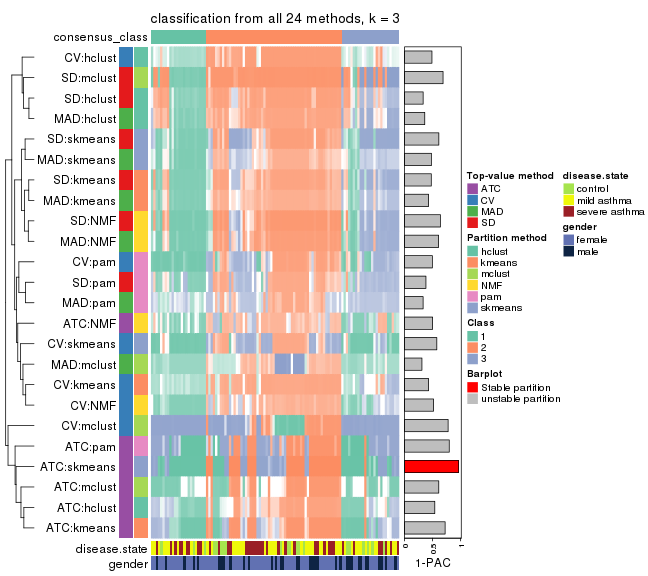 classification from all 24 methods, k = 3
consensus_class
CV:hclust
SD:mclust
SD:hclust
MAD:hclust
SD:skmeans
MAD:skmeans
SD:kmeans
MAD:kmeans
SD:NMF
MAD:NMF
CV:pam
SD:pam
MAD:pam
ATC:NMF
CV:skmeans
MAD:mclust
CV:kmeans
CV:NMF
CV:mclust
ATC:pam
ATC:skmeans
ATC:mclust
ATC:hclust
ATC:kmeans
disease.state
gender
0
0.5
1
1-PAC
Top-value method
ATC
CV
MAD
SD
Partition method
hclust
kmeans
mclust
NMF
pam
skmeans
Class
1
2
3
Barplot
Stable partition
unstable partition
disease.state
control
mild asthma
severe asthma
gender
female
male